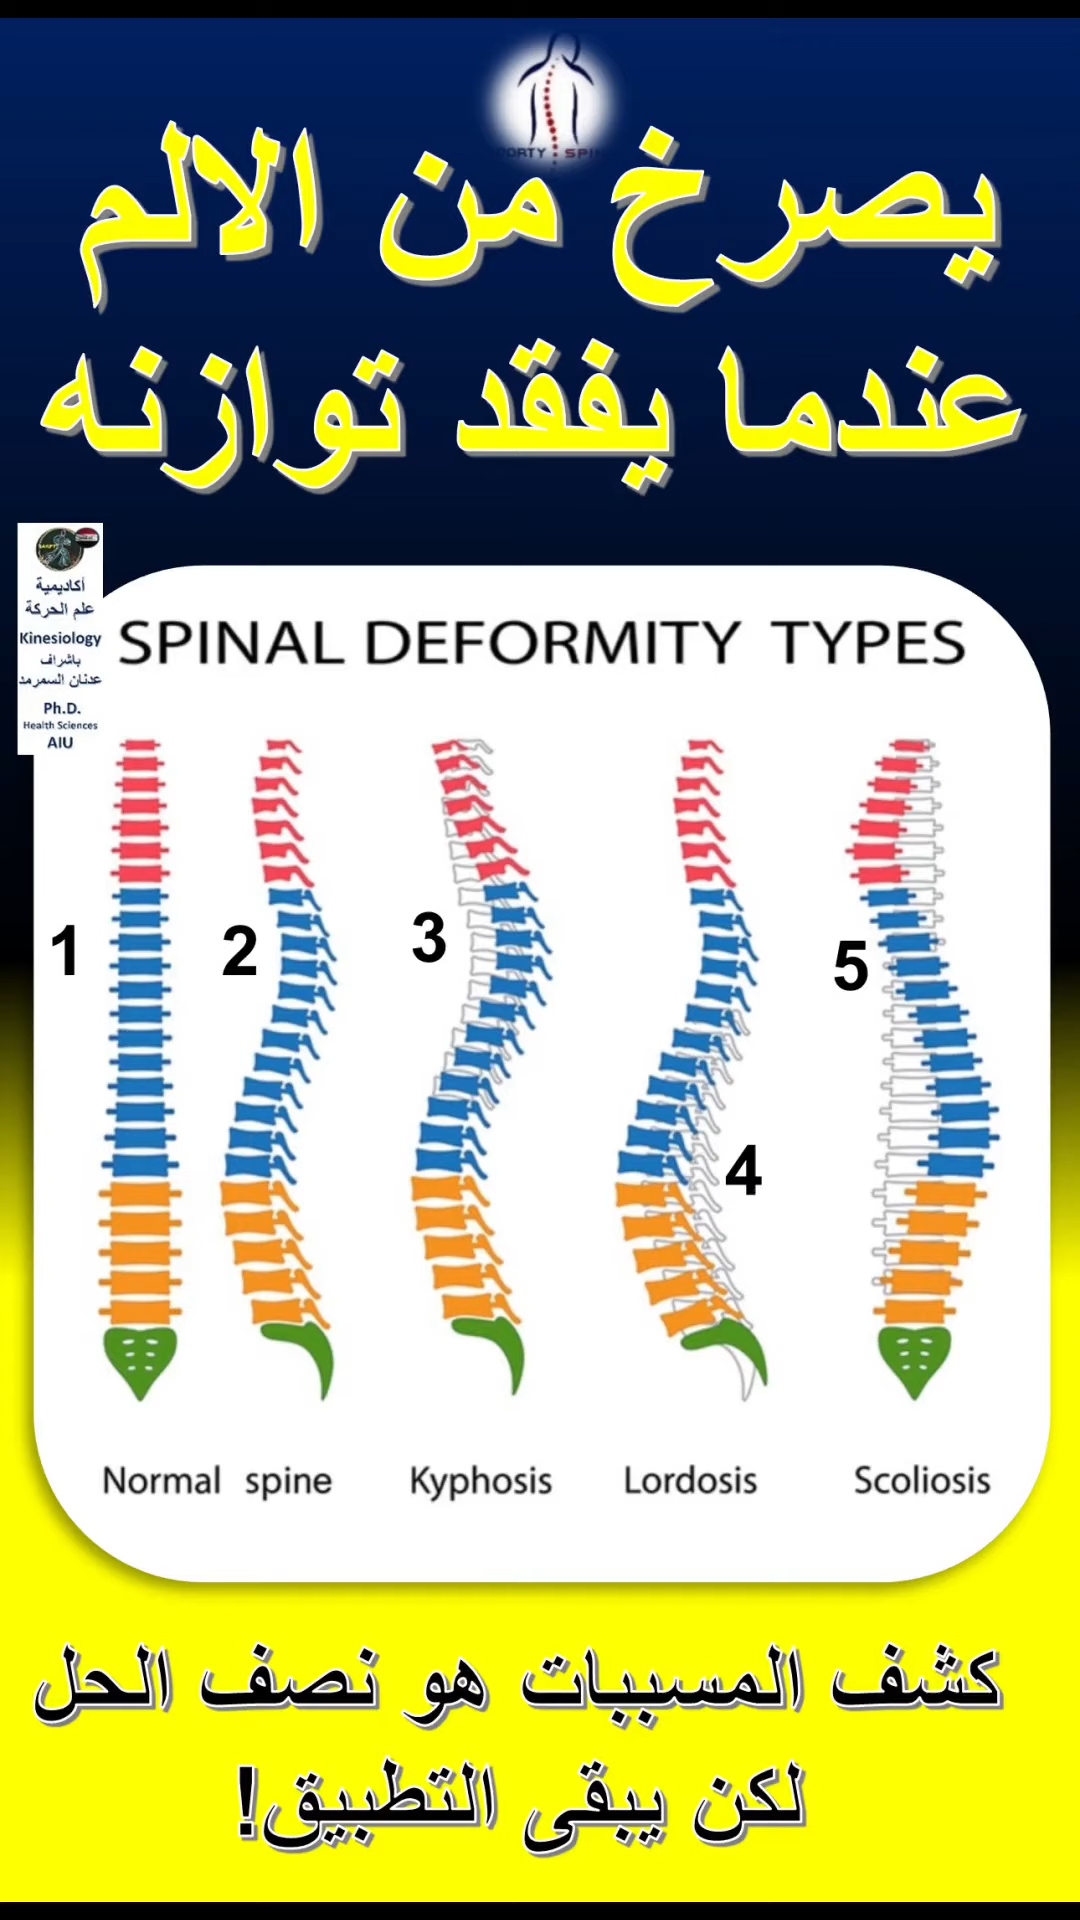 يصرخ من الالم
عندما يفقد توازنه
أكاديمية
علم الحركة
Kinesiology
باشراف
عدنان السمرمد
Ph.D.
Health Sciences
AIU
SPINAL DEFORMITY TYPES
1
2
3
4
5
Normal spine
Kyphosis
Lordosis
Scoliosis
كشف المسببات هو نصف الحل
لكن يبقى التطبيق!